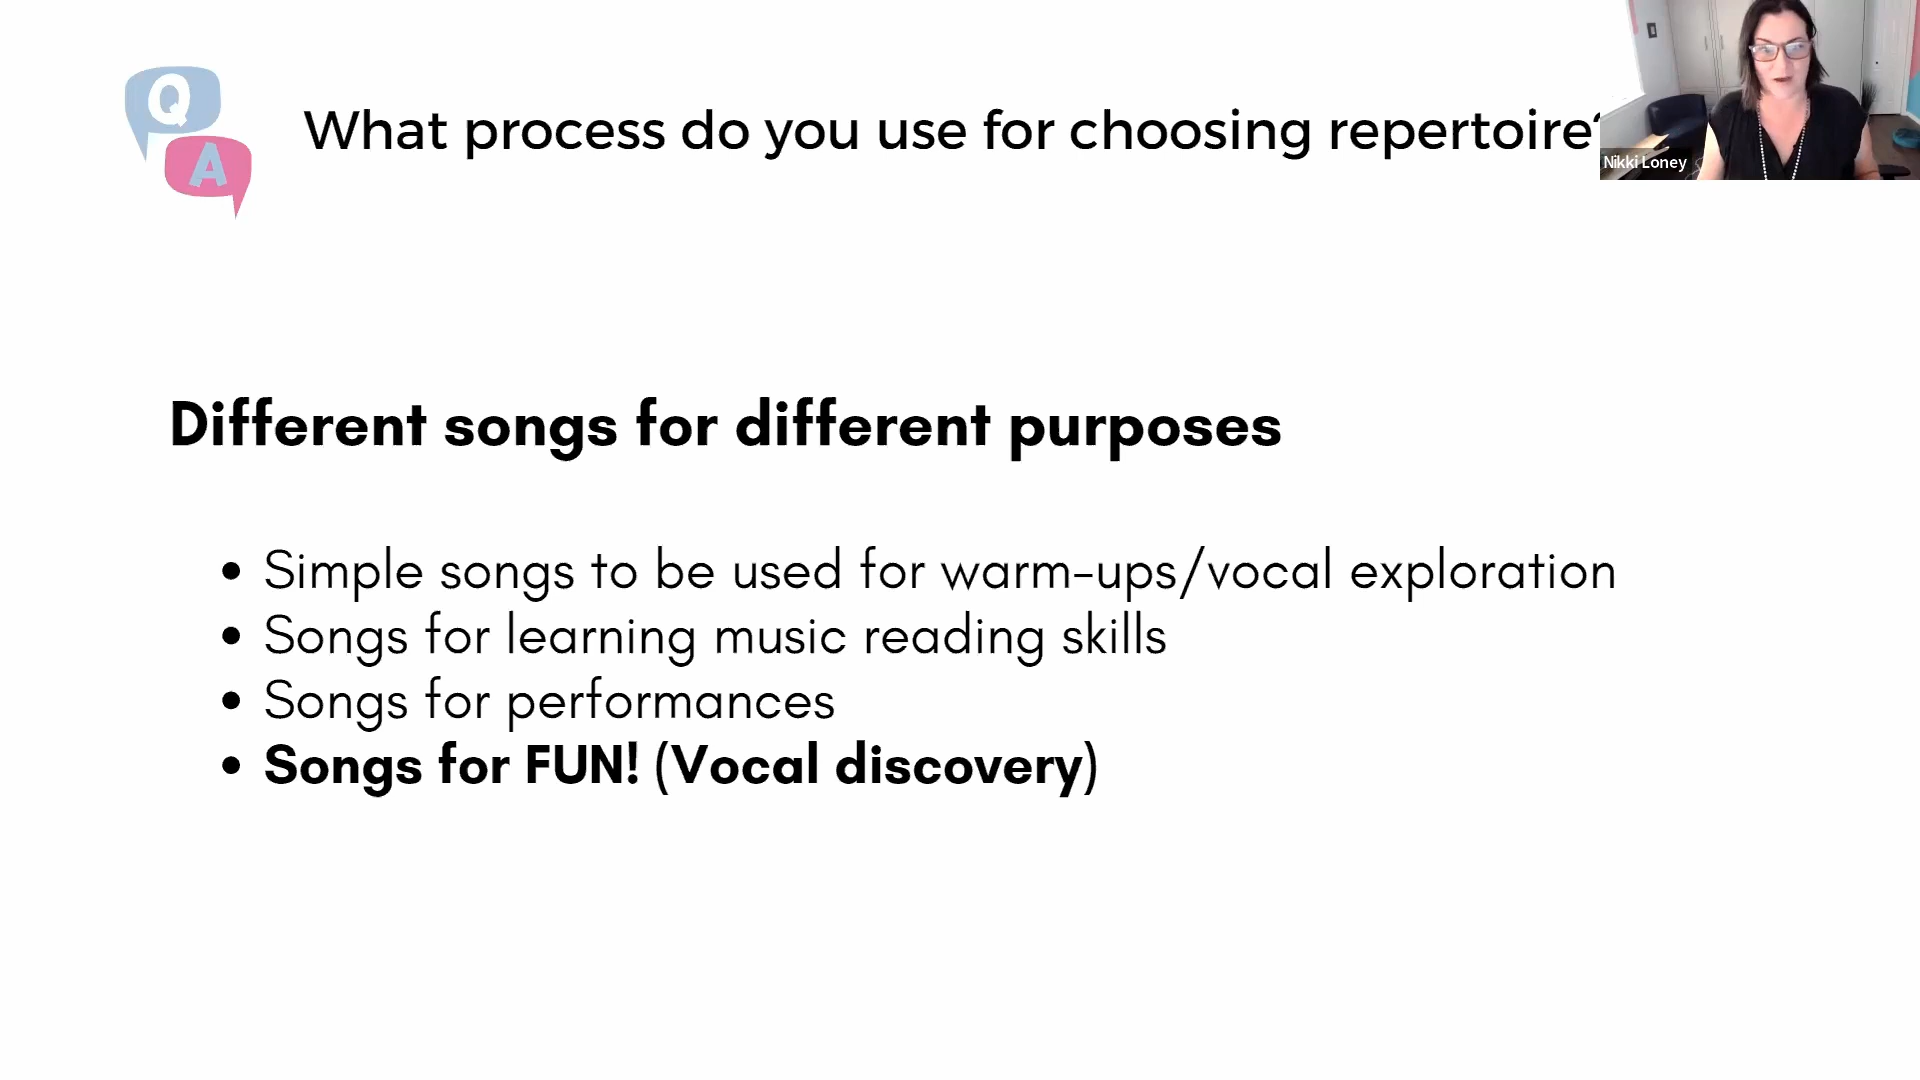 Q
A
What process do you use for choosing repertoire?
Nikki Loney
Different songs for different purposes
• Simple songs to be used for warm-ups/vocal exploration
• Songs for learning music reading skills
• Songs for performances
• Songs for FUN! (Vocal discovery)